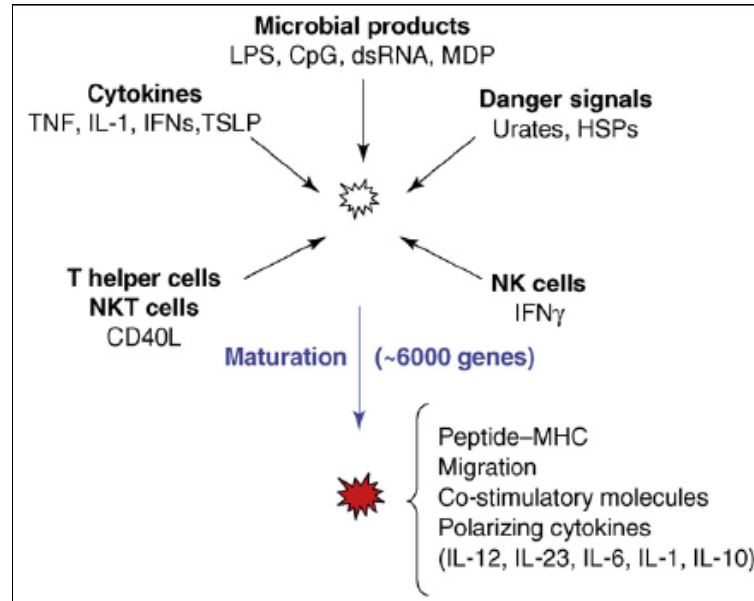 Microbial products
LPS, CpG, dsRNA, MDP
Cytokines
TNF, IL-1, IFNs,TSLP
Danger signals
Urates, HSPs
T helper cells
NKT cells
CD40L
NK cells
IFNγ
Maturation (~6000 genes)
Peptide–MHC
Migration
Co-stimulatory molecules
Polarizing cytokines
(IL-12, IL-23, IL-6, IL-1, IL-10)